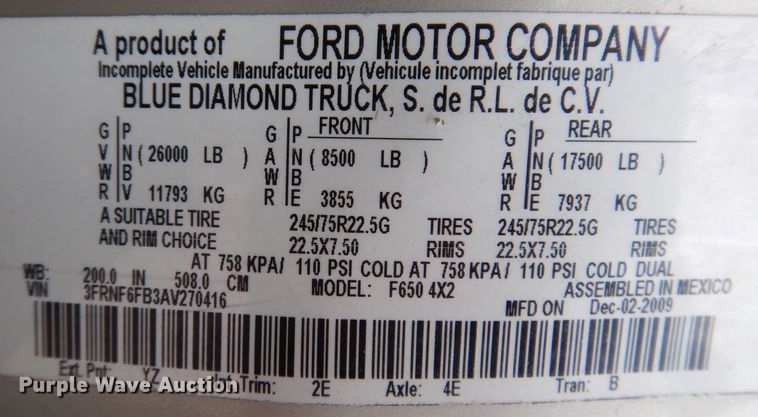 A product of FORD MOTOR COMPANY
Incomplete Vehicle Manufactured by (Vehicule incomplet fabrique par)
BLUE DIAMOND TRUCK, S. de R.L. de C.V.
G P G P FRONT G P REAR
V N ( 26000 LB ) A N ( 8500 LB ) A N ( 17500 LB )
W B W B W B
R V 11793 KG R E 3855 KG R E 7937 KG
A SUITABLE TIRE 245/75R22.5G TIRES 245/75R22.5G TIRES
AND RIM CHOICE 22.5X7.50 RIMS 22.5X7.50 RIMS
AT 758 KPA/ 110 PSI COLD AT 758 KPA/ 110 PSI COLD DUAL
WB: 200.0 IN 508.0 CM MODEL: F650 4X2 ASSEMBLED IN MEXICO
VIN 3FRNF6FB3AV270416 MFD ON Dec-02-2009
Ext Pnt: YZ Int Trim: 2E Axle: 4E Tran: B
Purple Wave Auction